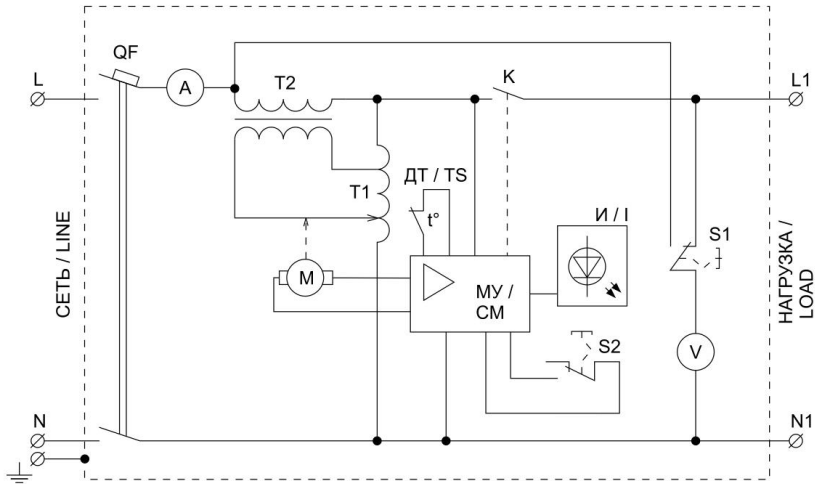 QF
L
A
T2
K
L1
T1
ДТ / TS
t°
И / I
S1
СЕТЬ / LINE
M
МУ /
СМ
НАГРУЗКА /
LOAD
S2
V
N
N1